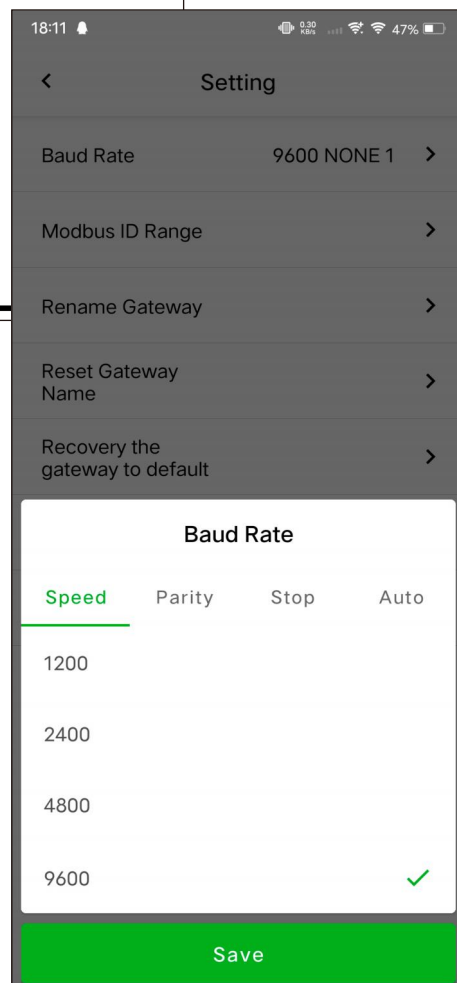 18:11 0.30 KB/s 47%
Setting
Baud Rate 9600 NONE 1
Modbus ID Range
Rename Gateway
Reset Gateway
Name
Recovery the
gateway to default
Baud Rate
Speed Parity Stop Auto
1200
2400
4800
9600
Save